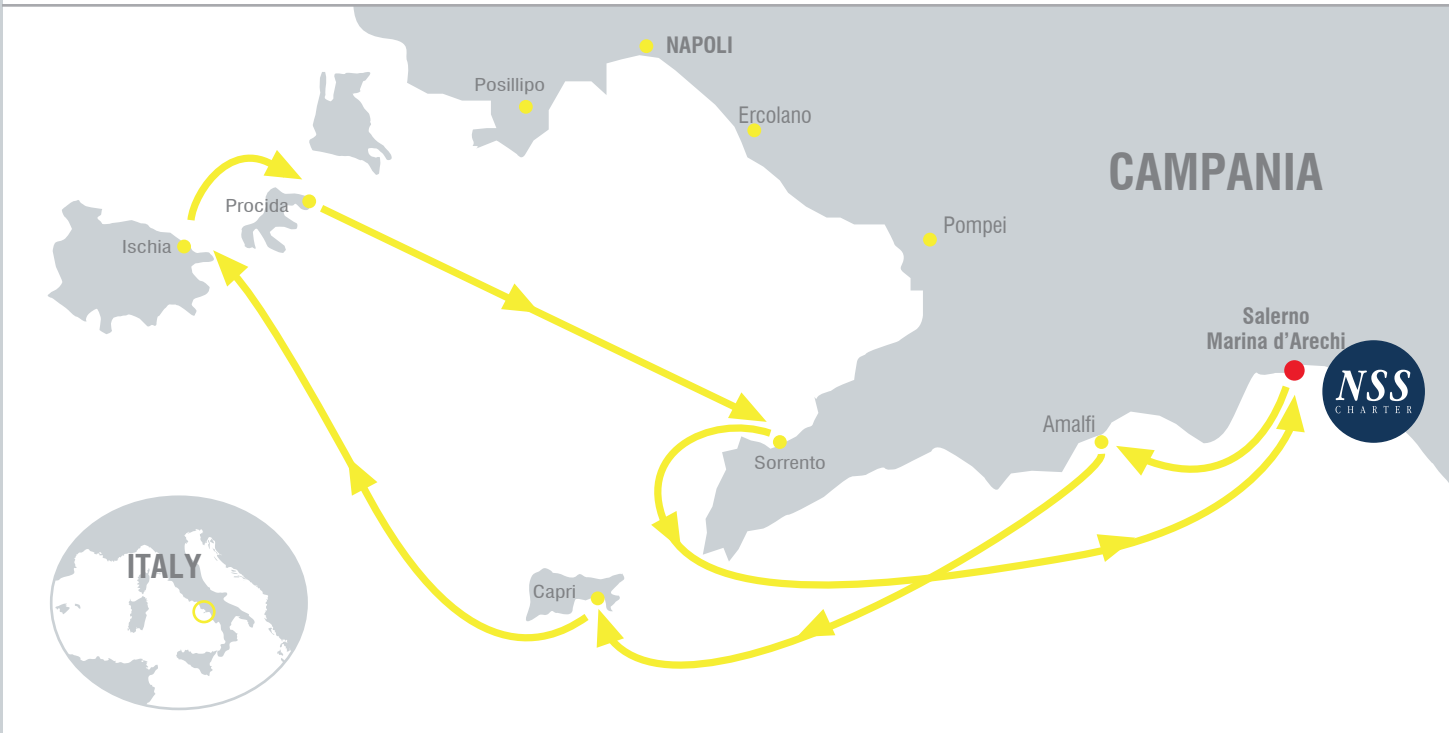 NAPOLI
Posillipo
Ercolano
CAMPANIA
Procida
Pompei
Ischia
Salerno
Marina d'Arechi
NSS
CHARTER
Amalfi
Sorrento
ITALY
Capri